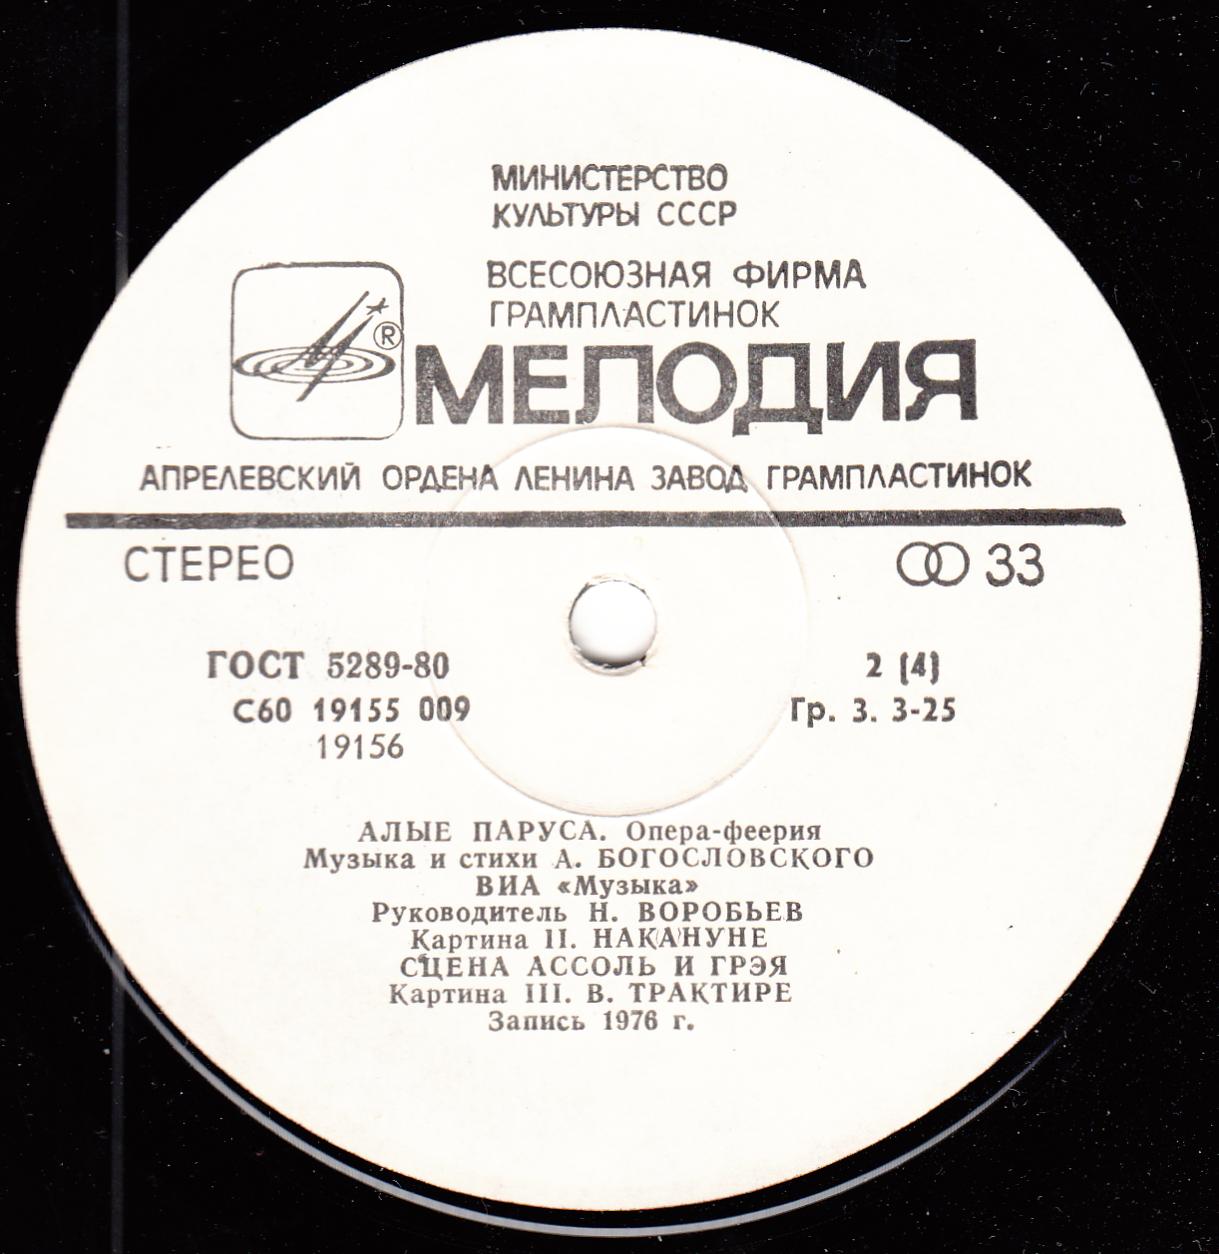 МИНИСТЕРСТВО
КУЛЬТУРЫ СССР
ВСЕСОЮЗНАЯ ФИРМА
ГРАМПЛАСТИНОК
®
МЕЛОДИЯ
АПРЕЛЕВСКИЙ ОРДЕНА ЛЕНИНА ЗАВОД ГРАМПЛАСТИНОК
СТЕРЕО 33
ГОСТ 5289-80 2 (4)
С60 19155 009 Гр. 3. 3-25
19156
АЛЫЕ ПАРУСА. Опера-феерия
Музыка и стихи А. БОГОСЛОВСКОГО
ВИА «Музыка»
Руководитель Н. ВОРОБЬЕВ
Картина II. НАКАНУНЕ
СЦЕНА АССОЛЬ И ГРЭЯ
Картина III. В. ТРАКТИРЕ
Запись 1976 г.